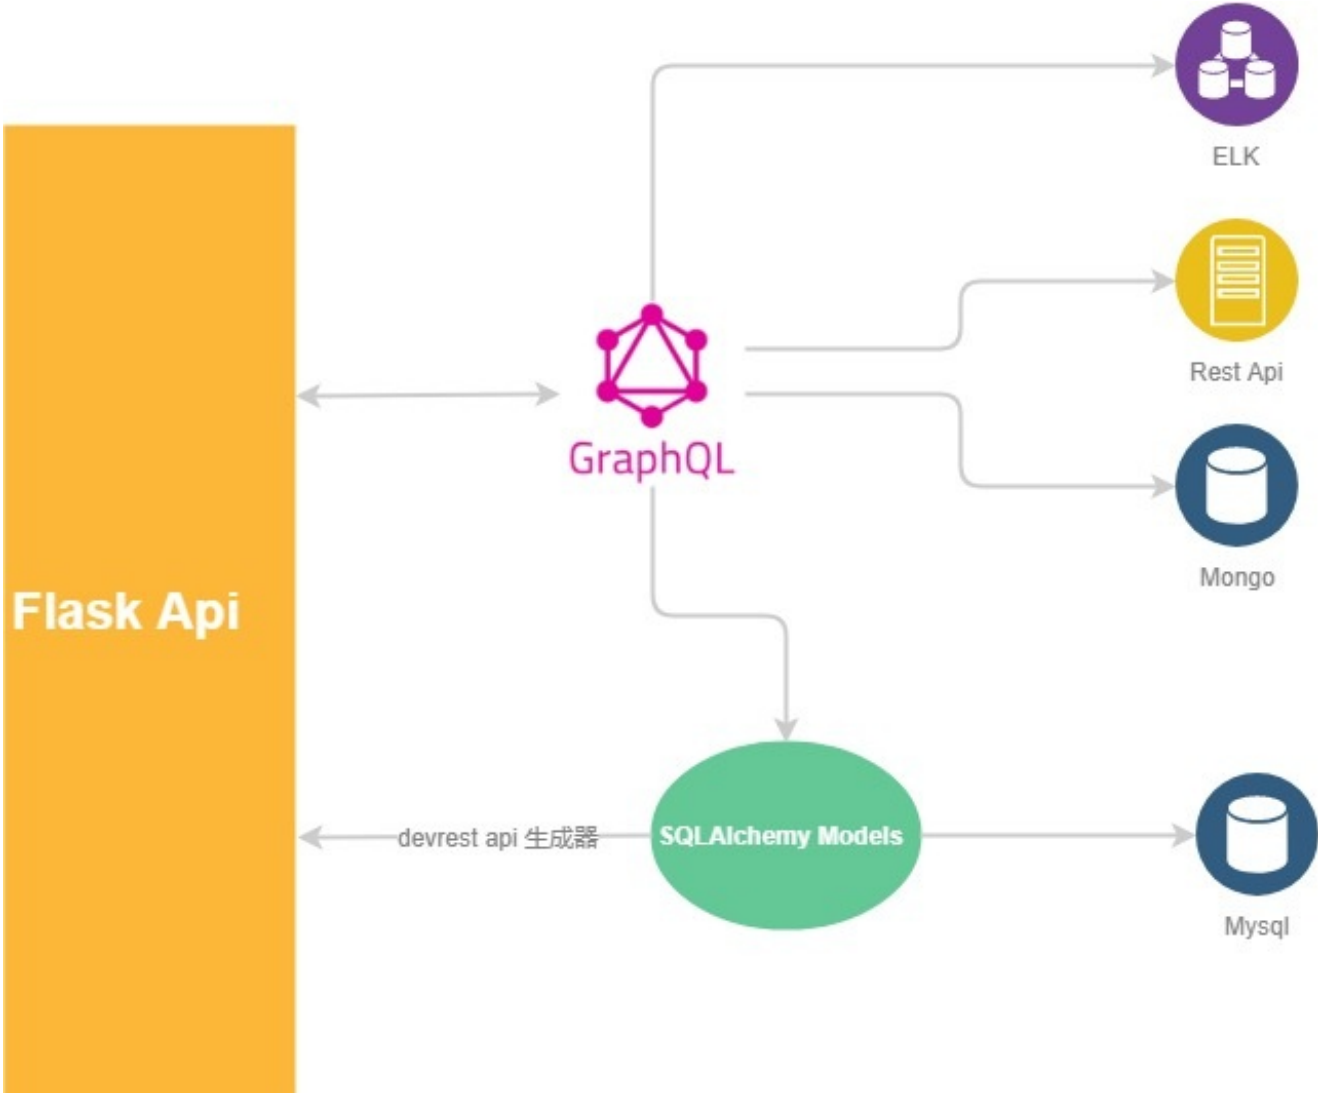 ELK
Rest Api
GraphQL
Mongo
Flask Api
devrest api 生成器
SQLAlchemy Models
Mysql